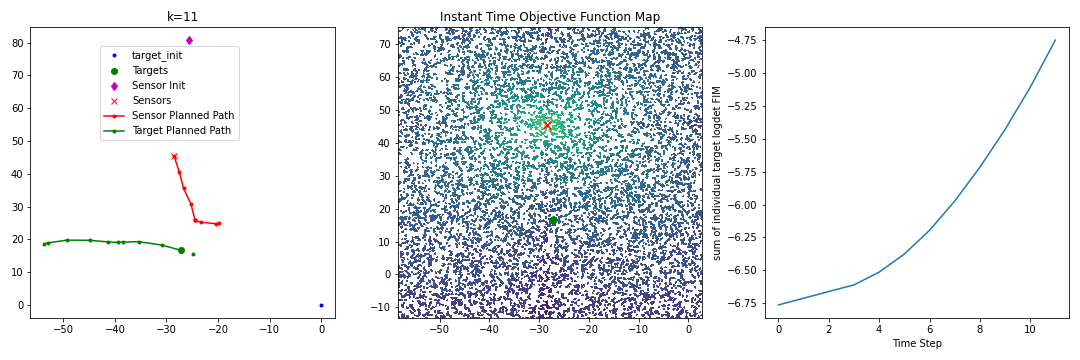 k=11
80
70
60
50
40
30
20
10
0
−50 −40 −30 −20 −10 0
target_init
Targets
Sensor Init
Sensors
Sensor Planned Path
Target Planned Path
Instant Time Objective Function Map
70
60
50
40
30
20
10
0
−10
−50 −40 −30 −20 −10 0
sum of individual target logdet FIM
−4.75
−5.00
−5.25
−5.50
−5.75
−6.00
−6.25
−6.50
−6.75
0 2 4 6 8 10
Time Step